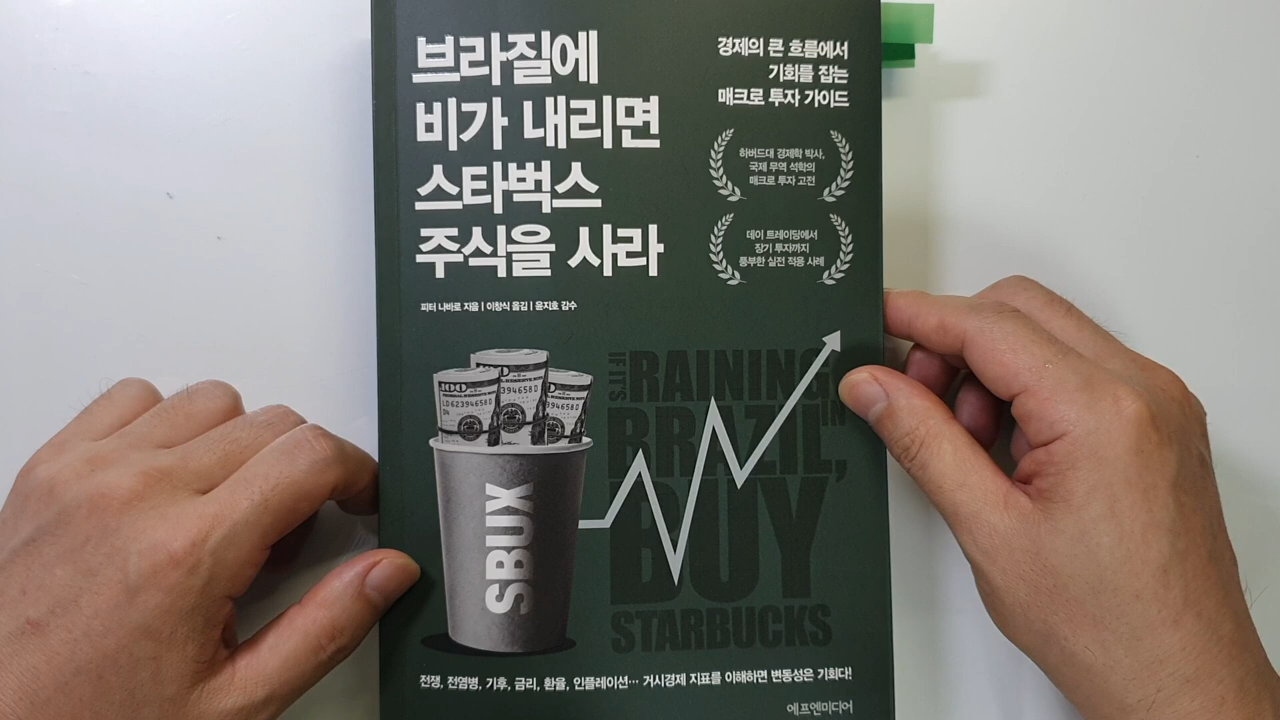 브라질에
비가 내리면
스타벅스
주식을 사라
경제의 큰 흐름에서
기회를 잡는
매크로 투자 가이드
하버드대 경제학 박사,
국제 무역 석학의
매크로 투자 고전
데이 트레이딩에서
장기 투자까지
풍부한 실전 적용 사례
피터 나바로 지음 | 이창식 옮김 | 윤지호 감수
IF IT'S
RAINING
IN
BRAZIL,
BUY
STARBUCKS
100
LD62394658D
D4
394658D
394658D
SBUX
전쟁, 전염병, 기후, 금리, 환율, 인플레이션… 거시경제 지표를 이해하면 변동성은 기회다!
에프엔미디어